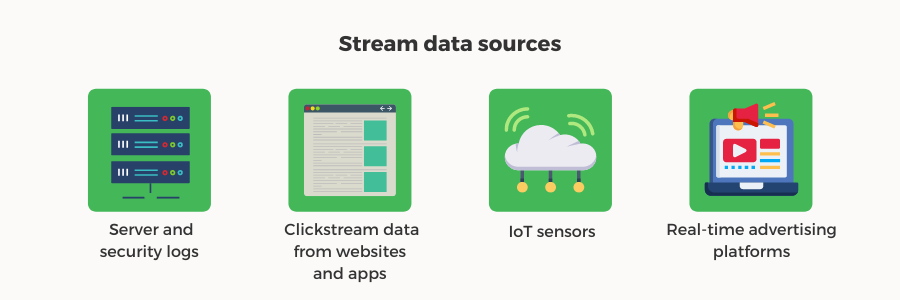 Stream data sources
Server and
security logs
Clickstream data
from websites
and apps
IoT sensors
Real-time advertising
platforms